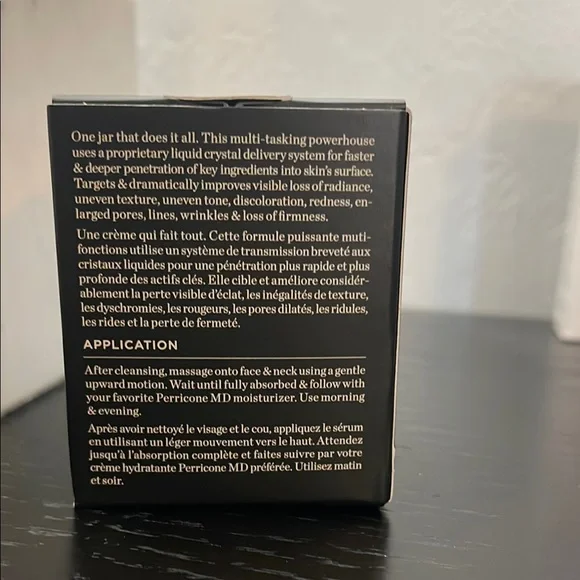 One jar that does it all. This multi-tasking powerhouse
uses a proprietary liquid crystal delivery system for faster
& deeper penetration of key ingredients into skin's surface.
Targets & dramatically improves visible loss of radiance,
uneven texture, uneven tone, discoloration, redness, en-
larged pores, lines, wrinkles & loss of firmness.
Une crème qui fait tout. Cette formule puissante muti-
fonctions utilise un système de transmission breveté aux
cristaux liquides pour une pénétration plus rapide et plus
profonde des actifs clés. Elle cible et améliore considér-
ablement la perte visible d'éclat, les inégalités de texture,
les dyschromies, les rougeurs, les pores dilatés, les ridules,
les rides et la perte de fermeté.
APPLICATION
After cleansing, massage onto face & neck using a gentle
upward motion. Wait until fully absorbed & follow with
your favorite Perricone MD moisturizer. Use morning
& evening.
Après avoir nettoyé le visage et le cou, appliquez le sérum
en utilisant un léger mouvement vers le haut. Attendez
jusqu'à l'absorption complète et faites suivre par votre
crème hydratante Perricone MD préférée. Utilisez matin
et soir.